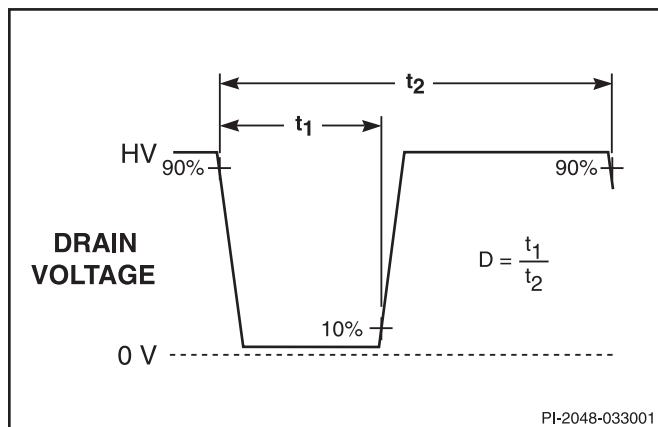 t2
t1
HV
90%
90%
DRAIN
VOLTAGE
D = t1
t2
10%
0 V
PI-2048-033001